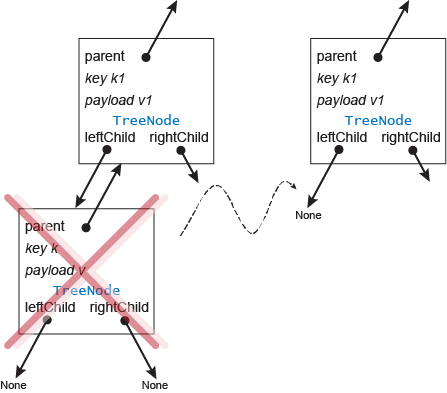 parent
key k1
payload v1
TreeNode
leftChild rightChild
parent
key k1
payload v1
TreeNode
leftChild rightChild
None
parent
key k
payload v
TreeNode
leftChild rightChild
None
None